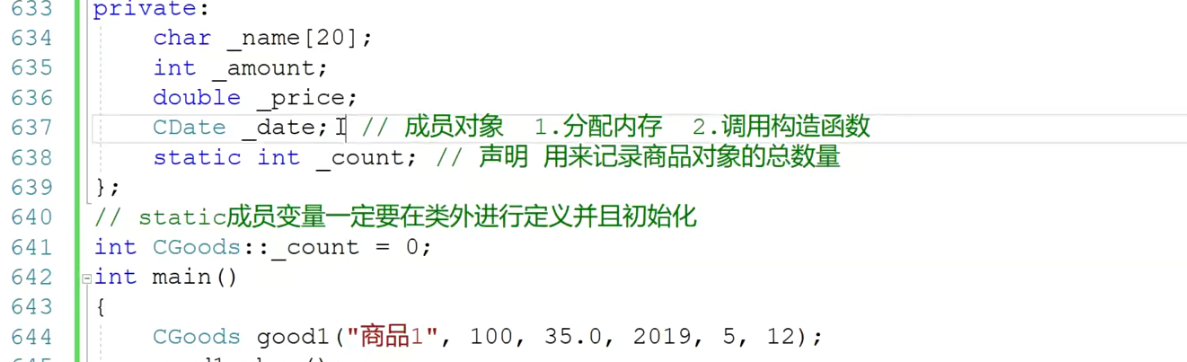 633 private:
634 char _name[20];
635 int _amount;
636 double _price;
637 CDate _date; // 成员对象 1.分配内存 2.调用构造函数
638 static int _count; // 声明 用来记录商品对象的总数量
639 };
640 // static成员变量一定要在类外进行定义并且初始化
641 int CGoods::_count = 0;
642 int main()
643 {
644 CGoods good1("商品1", 100, 35.0, 2019, 5, 12);